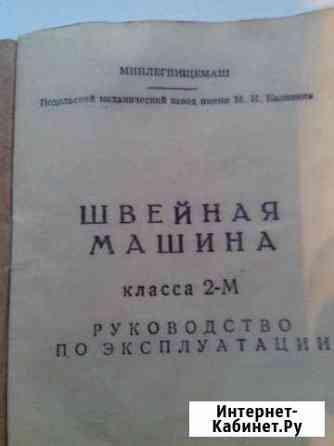 МИНЛЕГПИЩЕМАШ
Подольский механический завод имени М. И. Калинина
ШВЕЙНАЯ
МАШИНА
класса 2-М
РУКОВОДСТВО
ПО ЭКСПЛУАТАЦИИ
Интернет-
Кабинет.Ру